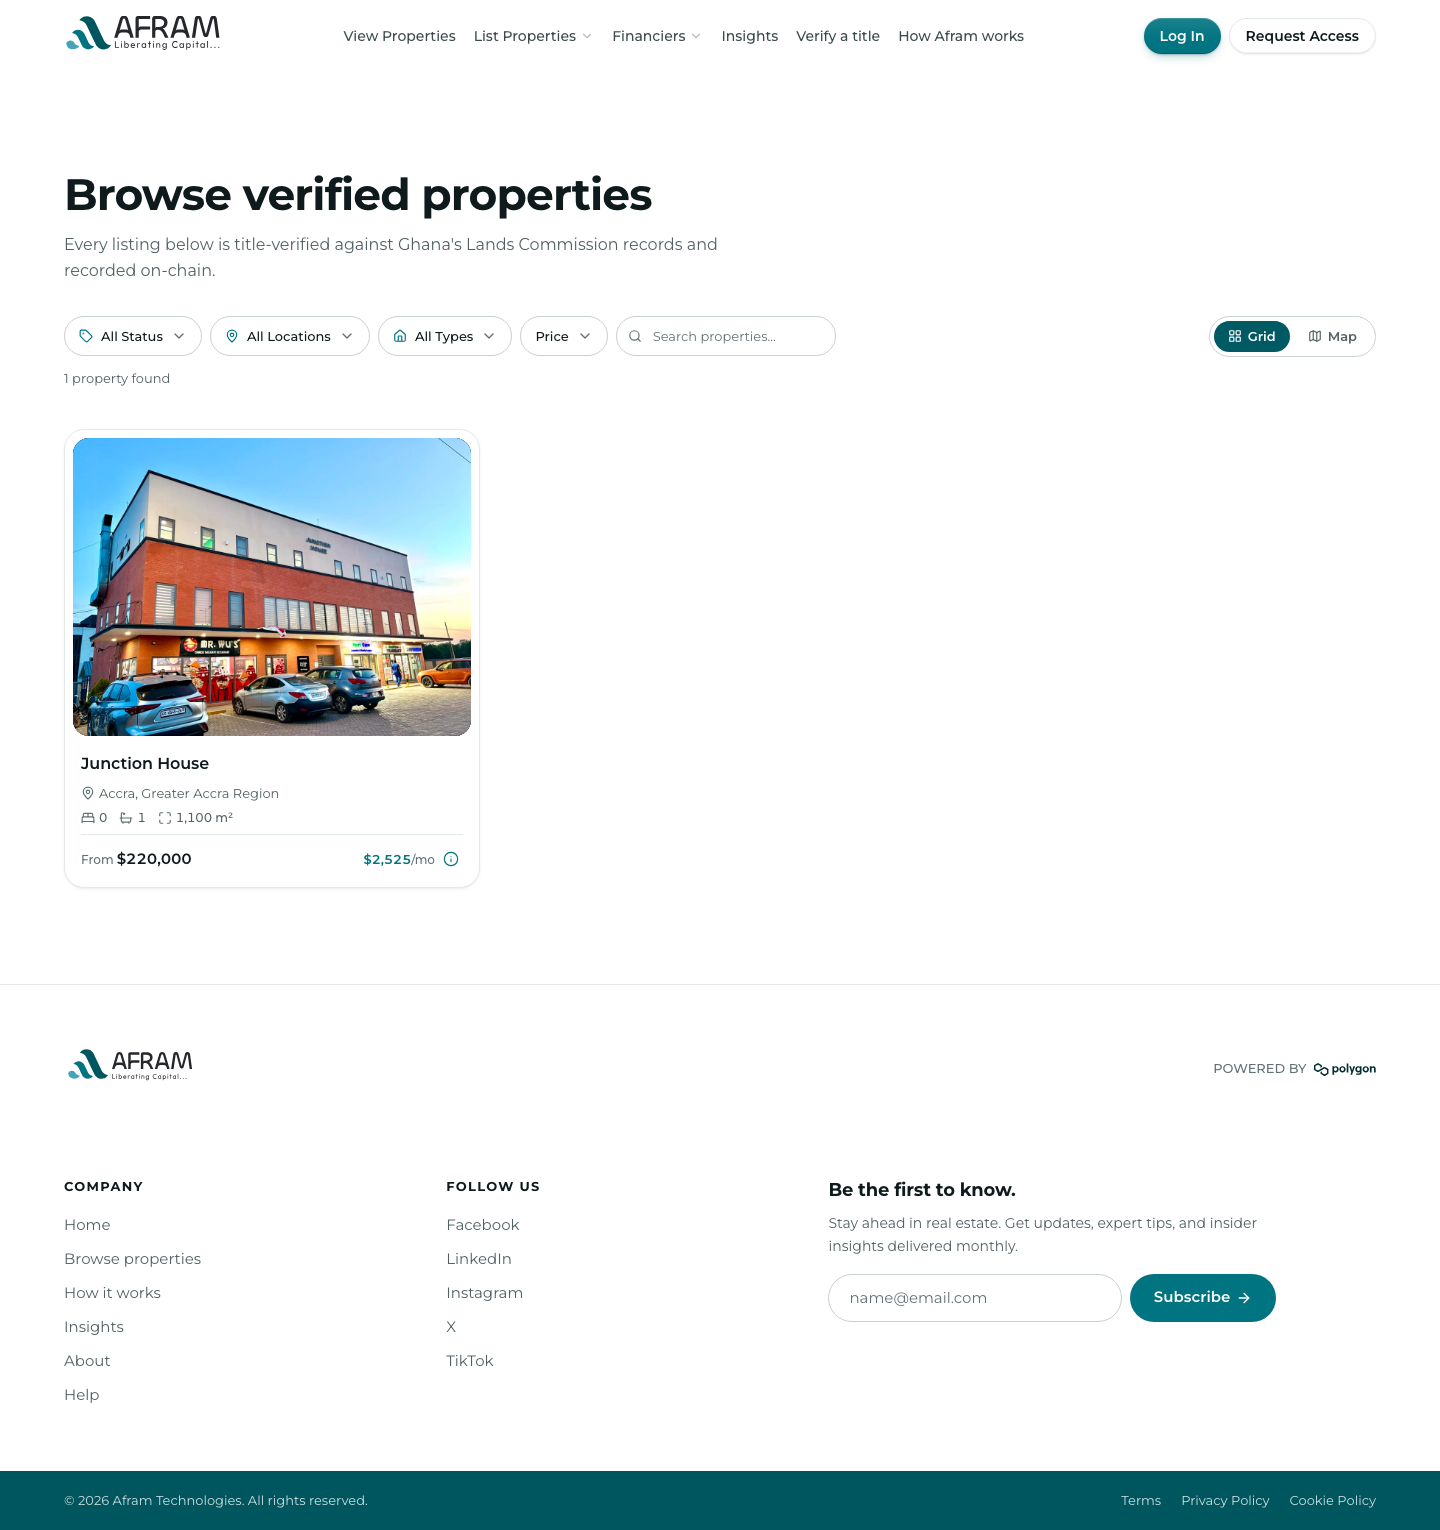 AFRAM
Liberating Capital...
View Properties
List Properties
Financiers
Insights
Verify a title
How Afram works
Log In
Request Access
Browse verified properties
Every listing below is title-verified against Ghana's Lands Commission records and
recorded on-chain.
All Status
All Locations
All Types
Price
Search properties...
Grid
Map
1 property found
JUNCTION
HOUSE
MR. WU'S
Junction House
Accra, Greater Accra Region
0 1 1,100 m²
From $220,000
$2,525/mo
AFRAM
Liberating Capital...
POWERED BY polygon
COMPANY
Home
Browse properties
How it works
Insights
About
Help
FOLLOW US
Facebook
LinkedIn
Instagram
X
TikTok
Be the first to know.
Stay ahead in real estate. Get updates, expert tips, and insider
insights delivered monthly.
name@email.com
Subscribe →
© 2026 Afram Technologies. All rights reserved.
Terms
Privacy Policy
Cookie Policy